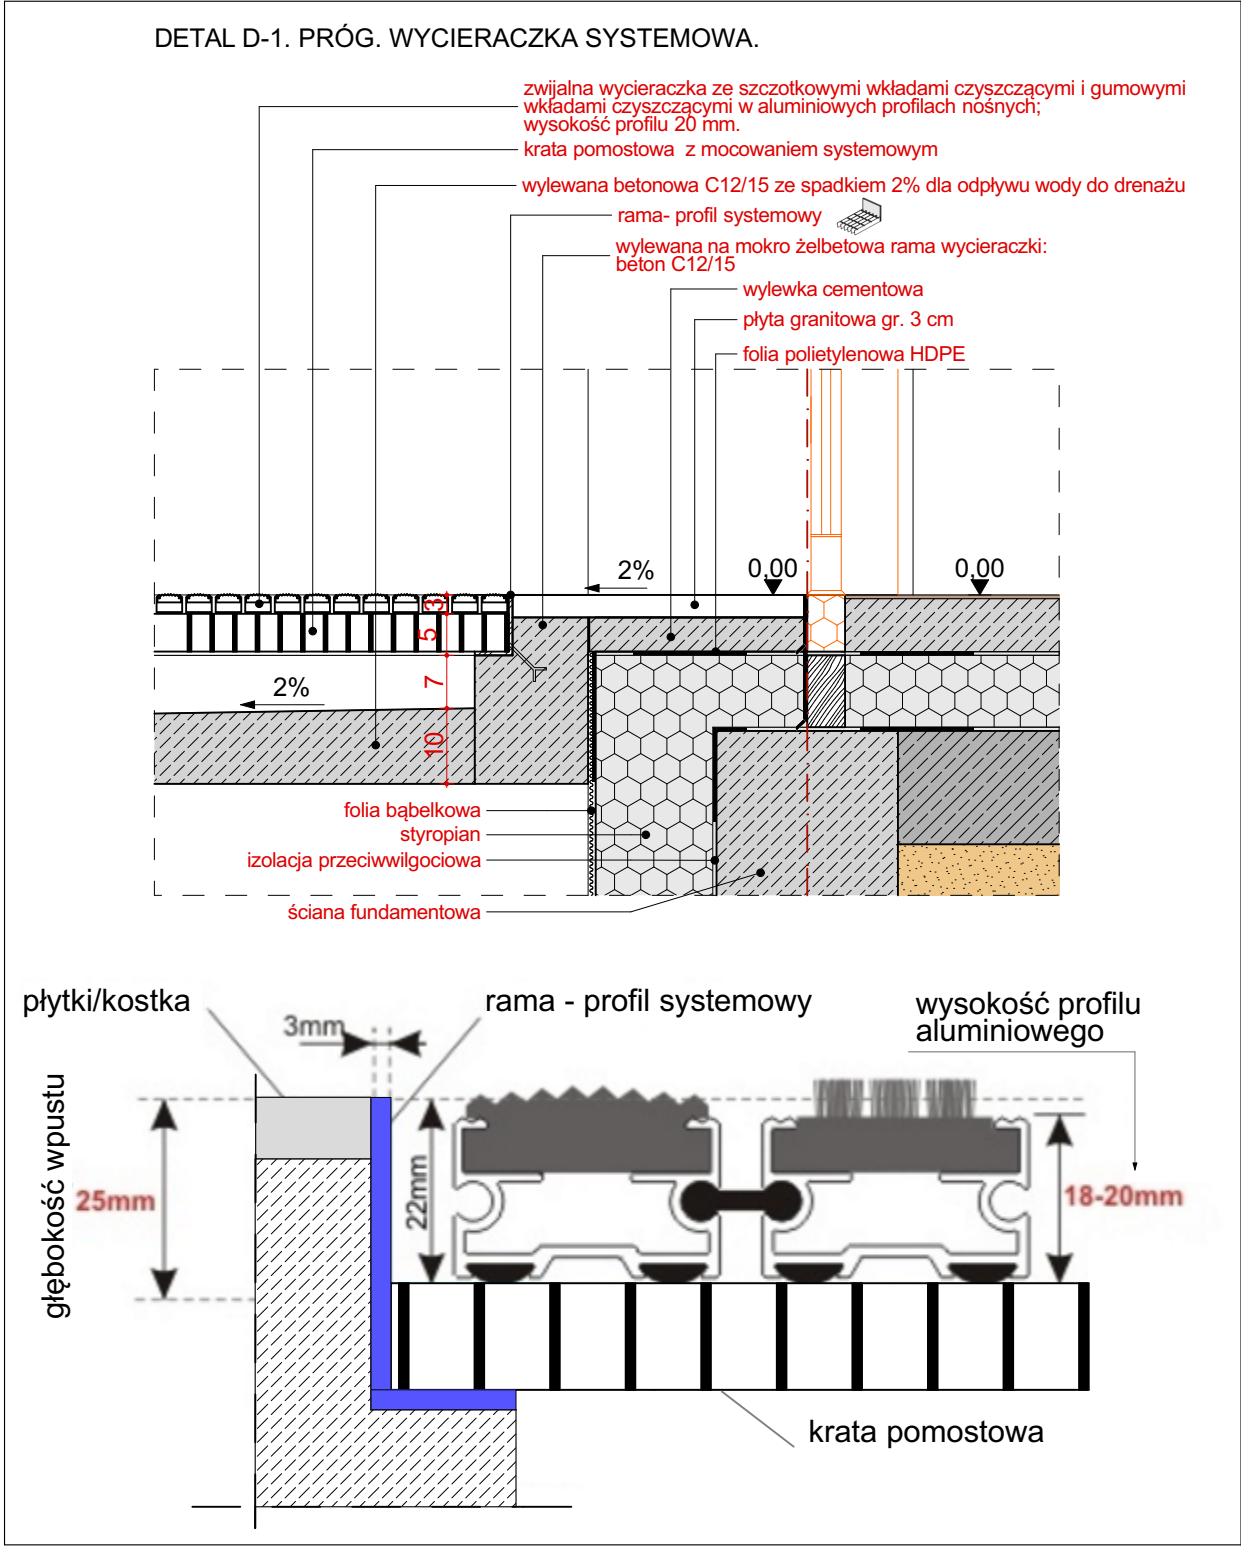 DETAL D-1. PRÓG. WYCIERACZKA SYSTEMOWA.
zwijalna wycieraczka ze szczotkowymi wkładami czyszczącymi i gumowymi
wkładami czyszczącymi w aluminiowych profilach nośnych;
wysokość profilu 20 mm.
krata pomostowa z mocowaniem systemowym
wylewana betonowa C12/15 ze spadkiem 2% dla odpływu wody do drenażu
rama- profil systemowy
wylewana na mokro żelbetowa rama wycieraczki:
beton C12/15
wylewka cementowa
płyta granitowa gr. 3 cm
folia polietylenowa HDPE
2%
0,00
0,00
3
5
7
2%
10
folia bąbelkowa
styropian
izolacja przeciwwilgociowa
ściana fundamentowa
płytki/kostka
3mm
rama - profil systemowy
wysokość profilu
aluminiowego
głębokość wpustu
25mm
22mm
18-20mm
krata pomostowa